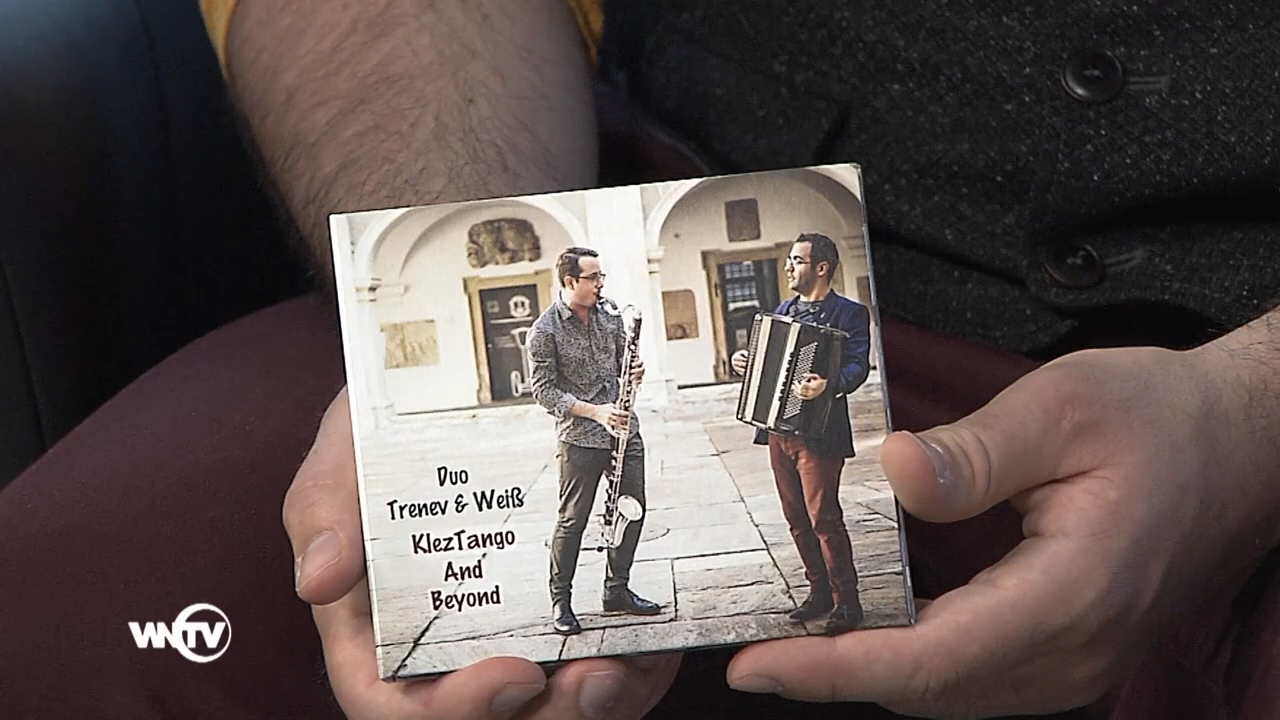 Duo
Trenev & Weiß
KlezTango
And
Beyond
WNTV